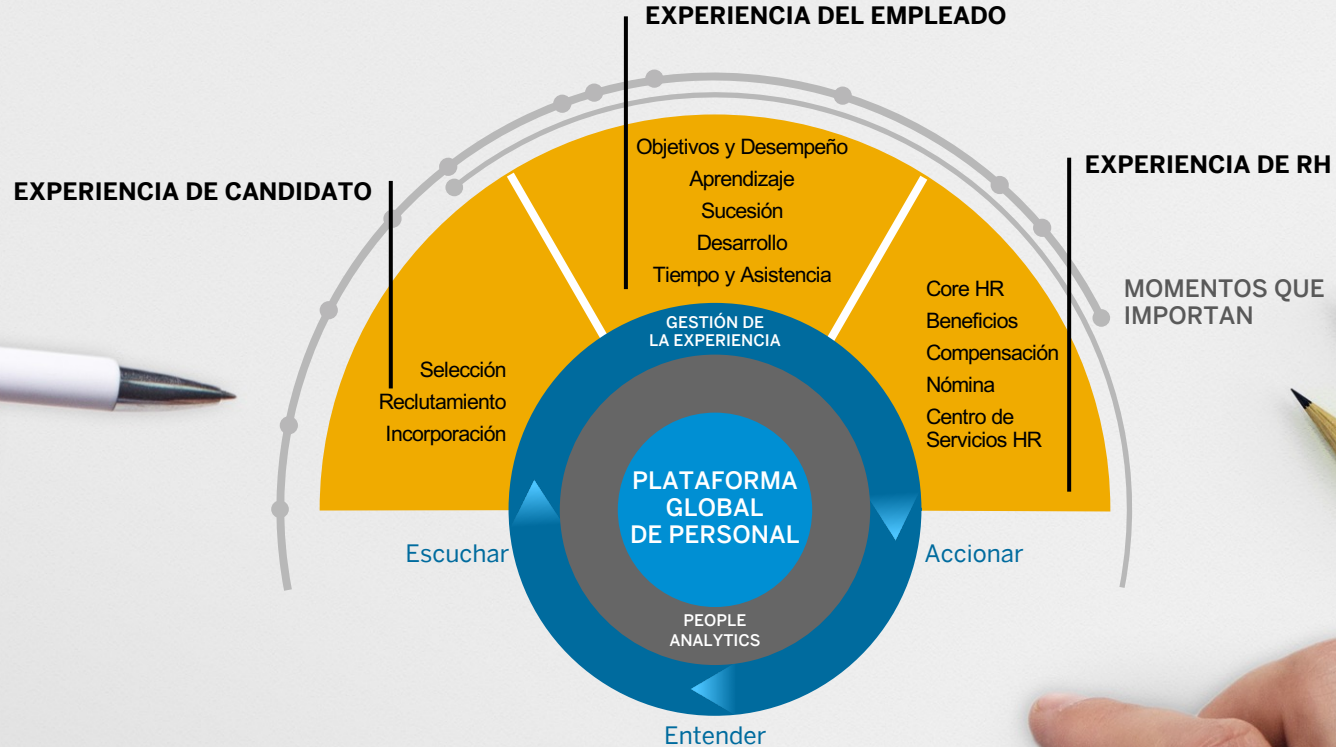 EXPERIENCIA DEL EMPLEADO
EXPERIENCIA DE CANDIDATO
EXPERIENCIA DE RH
Objetivos y Desempeño
Aprendizaje
Sucesión
Desarrollo
Tiempo y Asistencia
Selección
Reclutamiento
Incorporación
Core HR
Beneficios
Compensación
Nómina
Centro de
Servicios HR
MOMENTOS QUE
IMPORTAN
GESTIÓN DE
LA EXPERIENCIA
PLATAFORMA
GLOBAL
DE PERSONAL
PEOPLE
ANALYTICS
Escuchar
Accionar
Entender